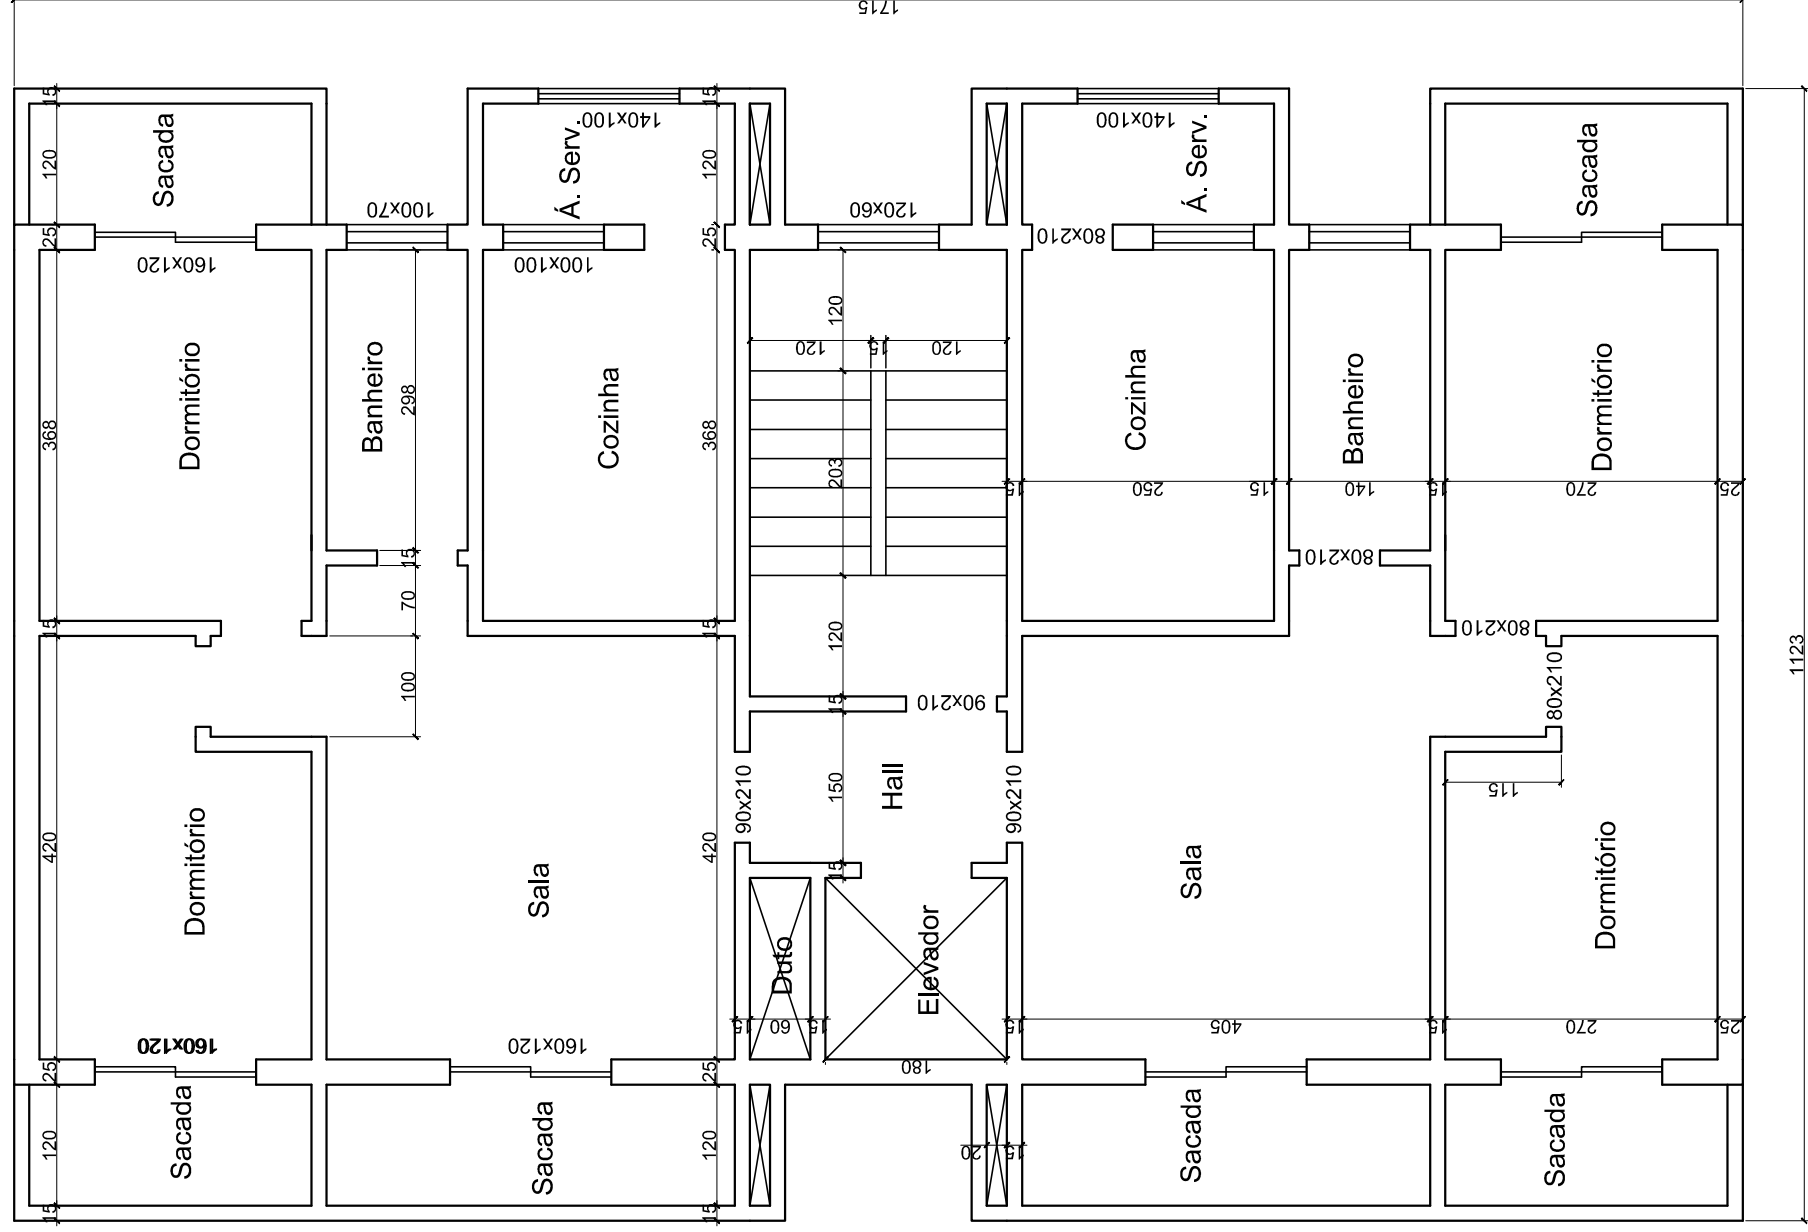 1715
15
15
Sacada
120
Á. Serv.
140x100
120
140x100
Á. Serv.
Sacada
100x70
120x60
25
25
80x210
160x120
100x100
120
120
15
120
Dormitório
Banheiro
298
Cozinha
368
368
203
Cozinha
Banheiro
Dormitório
15
250
15
140
15
270
25
15
80x210
70
15
15
120
80x210
1123
100
15
90x210
80x210
90x210
150
Hall
90x210
115
Dormitório
420
Sala
420
15
Sala
Dormitório
Duto
Elevador
15
60
15
15
405
15
270
25
160x120
160x120
180
25
25
Sacada
120
Sacada
120
20
15
Sacada
Sacada
15
15